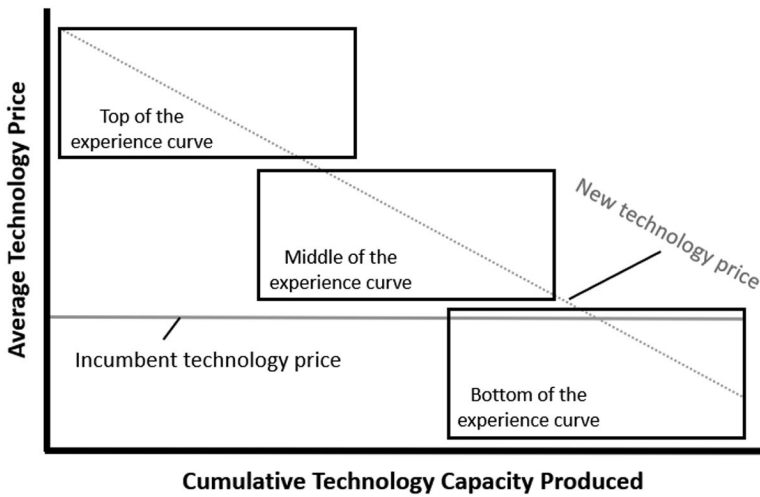 Average Technology Price
Top of the
experience curve
Middle of the
experience curve
New technology price
Incumbent technology price
Bottom of the
experience curve
Cumulative Technology Capacity Produced